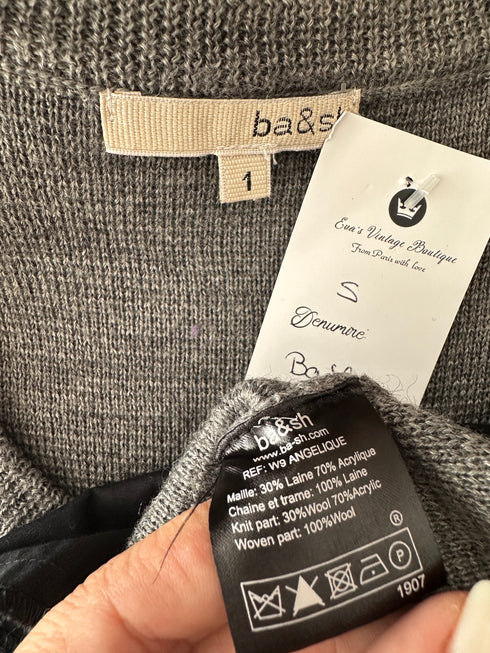 ba&sh
1
Eva's Vintage Boutique
From Paris with love
S
Denumire:
ba&sh
www.ba-sh.com
REF: W9 ANGELIQUE
Maille: 30% Laine 70% Acrylique
Chaine et trame: 100% Laine
Knit part: 30%Wool 70%Acrylic
Woven part: 100%Wool
®
P
1907